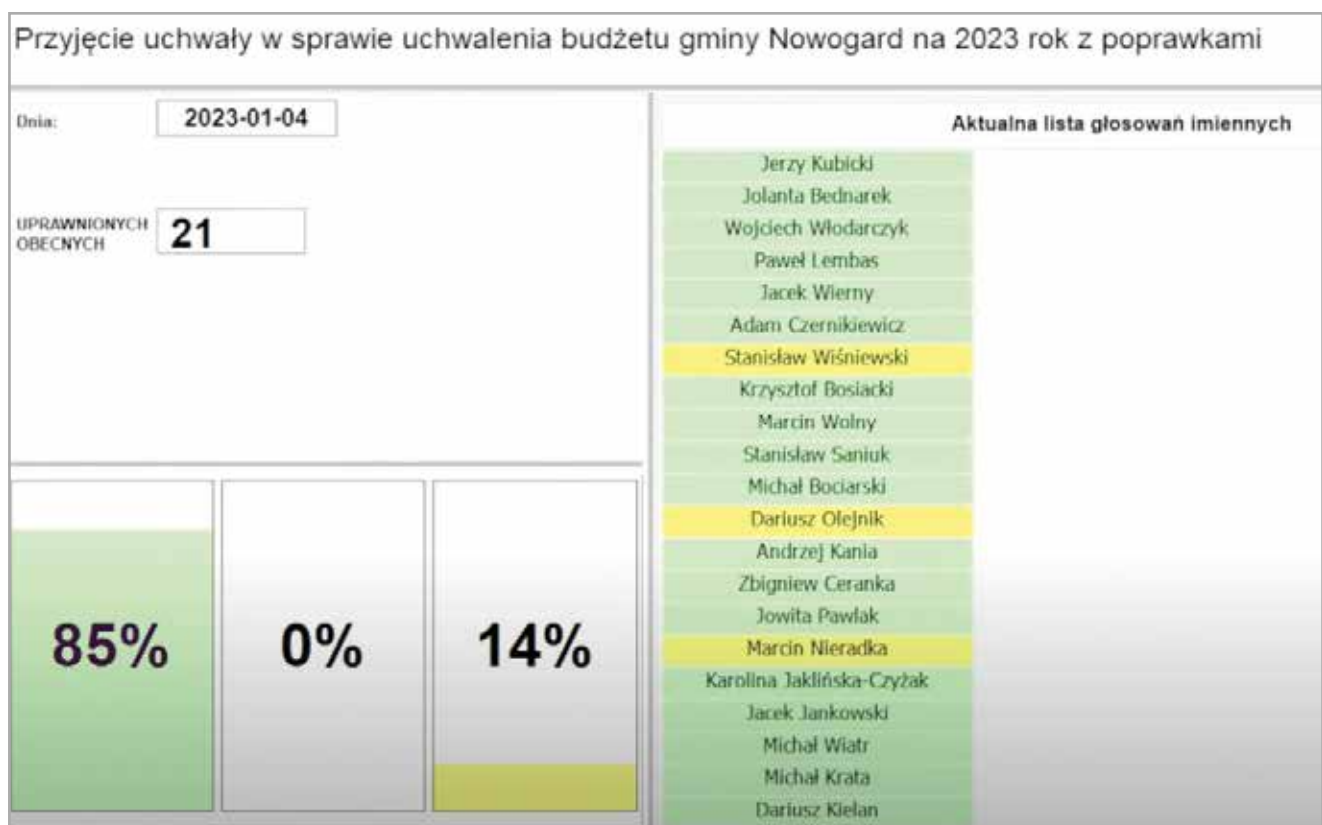 Przyjęcie uchwały w sprawie uchwalenia budżetu gminy Nowogard na 2023 rok z poprawkami
Dnia: 2023-01-04
UPRAWNIONYCH
OBECNYCH 21
85% 0% 14%
Aktualna lista głosowań imiennych
Jerzy Kubicki
Jolanta Bednarek
Wojciech Włodarczyk
Paweł Lembas
Jacek Wierny
Adam Czernikiewicz
Stanisław Wiśniewski
Krzysztof Bosiacki
Marcin Wolny
Stanisław Saniuk
Michał Bociarski
Dariusz Olejnik
Andrzej Kania
Zbigniew Ceranka
Jowita Pawlak
Marcin Nieradka
Karolina Jaklińska-Czyżak
Jacek Jankowski
Michał Wiatr
Michał Krata
Dariusz Kielan